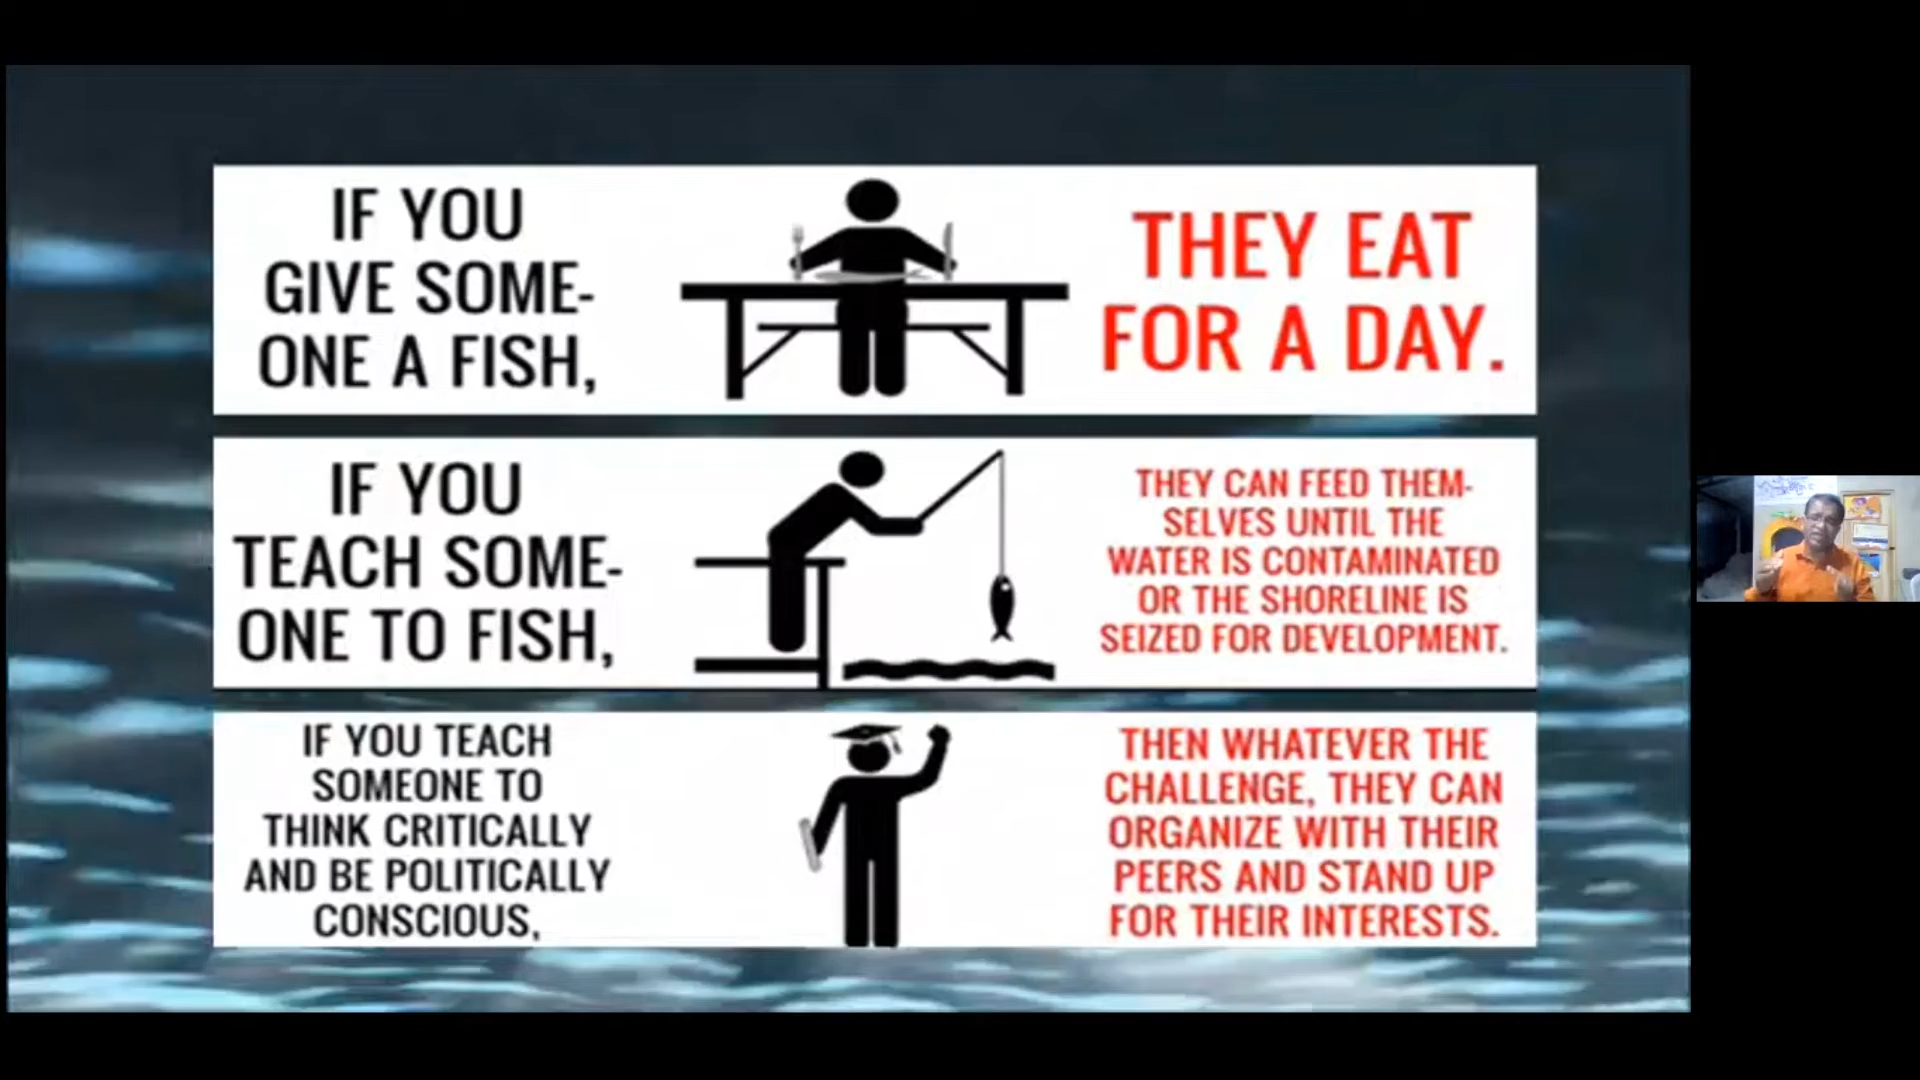 IF YOU
GIVE SOME-
ONE A FISH,
THEY EAT
FOR A DAY.
IF YOU
TEACH SOME-
ONE TO FISH,
THEY CAN FEED THEM-
SELVES UNTIL THE
WATER IS CONTAMINATED
OR THE SHORELINE IS
SEIZED FOR DEVELOPMENT.
IF YOU TEACH
SOMEONE TO
THINK CRITICALLY
AND BE POLITICALLY
CONSCIOUS,
THEN WHATEVER THE
CHALLENGE, THEY CAN
ORGANIZE WITH THEIR
PEERS AND STAND UP
FOR THEIR INTERESTS.